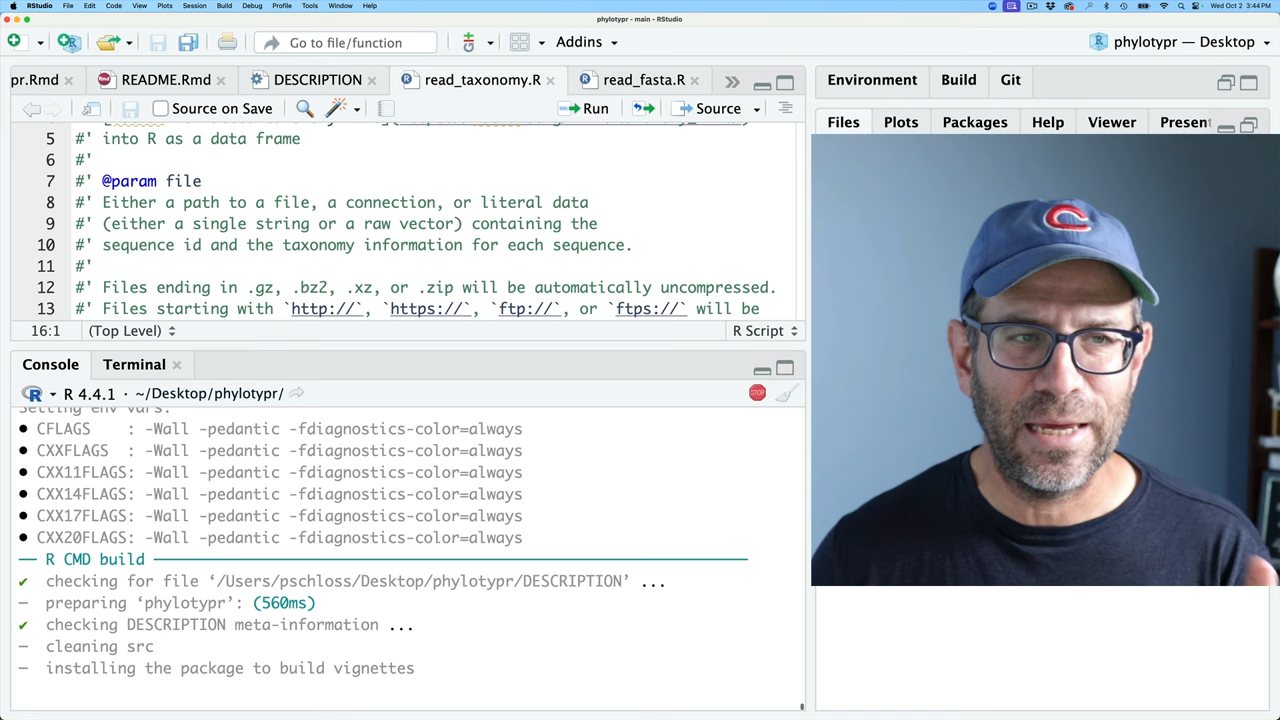 RStudio File Edit Code View Plots Session Build Debug Profile Tools Window Help Wed Oct 2 3:44 PM
phylotypr - main - RStudio
Go to file/function Addins phylotypr — Desktop
pr.Rmd README.Rmd DESCRIPTION read_taxonomy.R read_fasta.R
Source on Save Run Source
5 #' into R as a data frame
6 #'
7 #' @param file
8 #' Either a path to a file, a connection, or literal data
9 #' (either a single string or a raw vector) containing the
10 #' sequence id and the taxonomy information for each sequence.
11 #'
12 #' Files ending in .gz, .bz2, .xz, or .zip will be automatically uncompressed.
13 #' Files starting with `http://`, `https://`, `ftp://`, or `ftps://` will be
16:1 (Top Level) R Script
Console Terminal
R 4.4.1 · ~/Desktop/phylotypr/
STOP
Setting env vars:
● CFLAGS : -Wall -pedantic -fdiagnostics-color=always
● CXXFLAGS : -Wall -pedantic -fdiagnostics-color=always
● CXX11FLAGS: -Wall -pedantic -fdiagnostics-color=always
● CXX14FLAGS: -Wall -pedantic -fdiagnostics-color=always
● CXX17FLAGS: -Wall -pedantic -fdiagnostics-color=always
● CXX20FLAGS: -Wall -pedantic -fdiagnostics-color=always
— R CMD build —
✔ checking for file ‘/Users/pschloss/Desktop/phylotypr/DESCRIPTION’ ...
─ preparing ‘phylotypr’: (560ms)
✔ checking DESCRIPTION meta-information ...
─ cleaning src
─ installing the package to build vignettes
Environment Build Git
Files Plots Packages Help Viewer Present
C